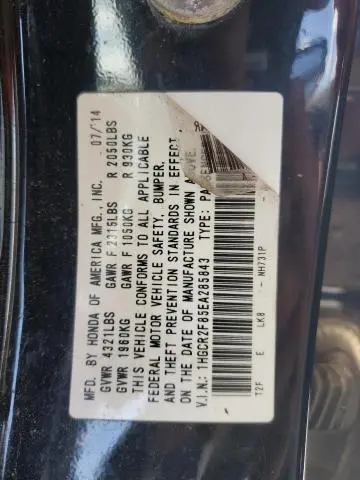 MFD. BY HONDA OF AMERICA MFG., INC. 07/14
GVWR 4321LBS GAWR F 2315LBS R 2050LBS
GVWR 1960KG GAWR F 1050KG R 930KG
THIS VEHICLE CONFORMS TO ALL APPLICABLE
FEDERAL MOTOR VEHICLE SAFETY, BUMPER,
AND THEFT PREVENTION STANDARDS IN EFFECT
ON THE DATE OF MANUFACTURE SHOWN ABOVE.
V.I.N.: 1HGCR2F85EA285843 TYPE:
T2F E LK8 NH731P